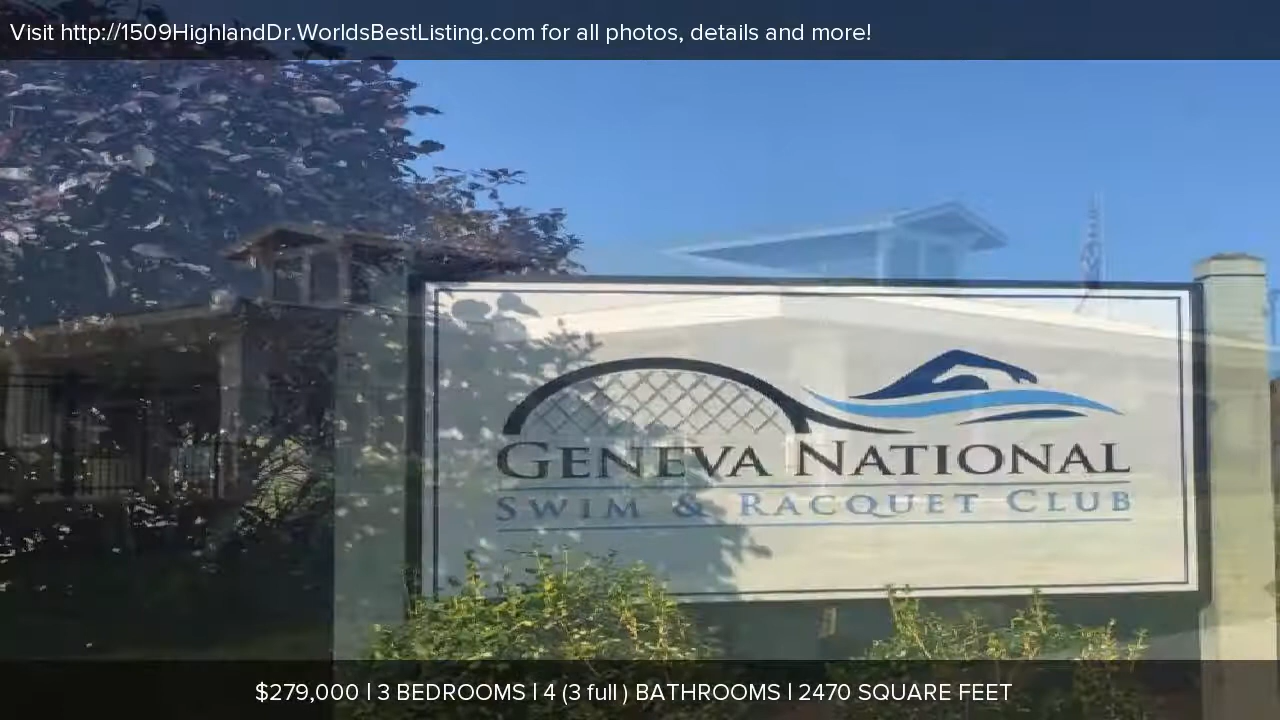 Visit http://1509HighlandDr.WorldsBestListing.com for all photos, details and more!
GENEVA NATIONAL
SWIM & RACQUET CLUB
$279,000 | 3 BEDROOMS | 4 (3 full ) BATHROOMS | 2470 SQUARE FEET